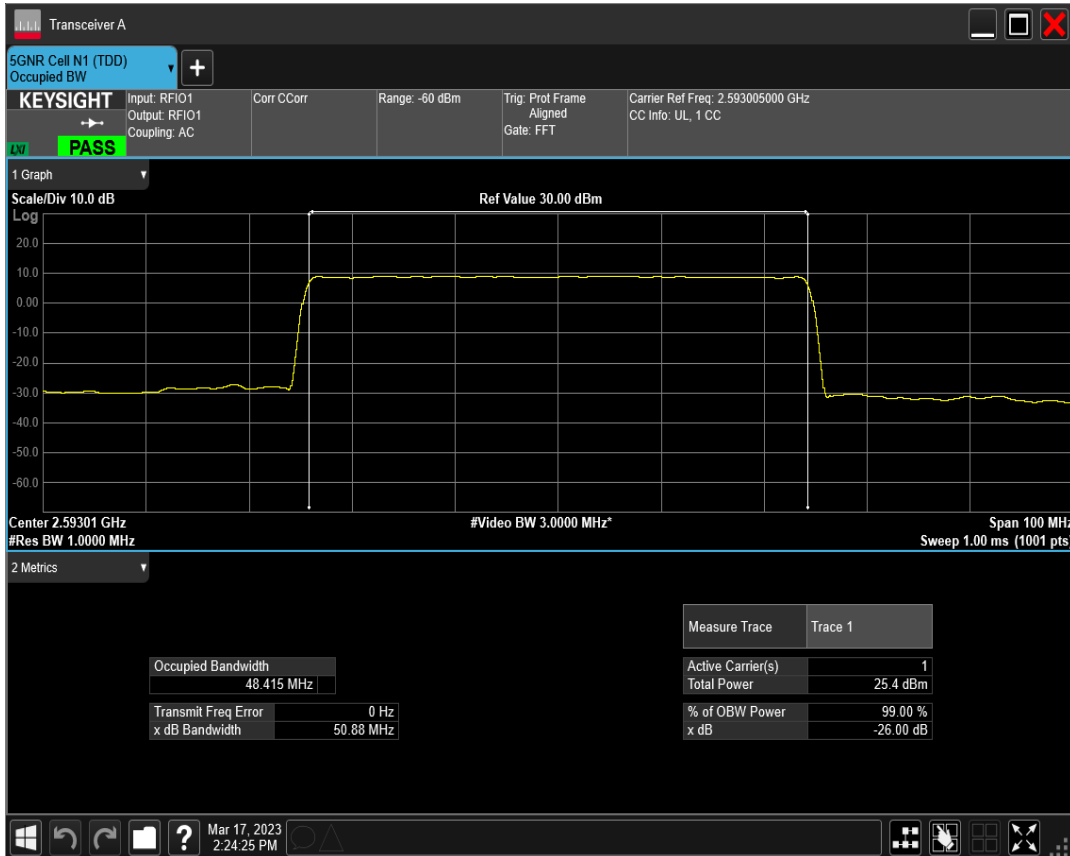 Transceiver A
5GNR Cell N1 (TDD)
Occupied BW
+
KEYSIGHT
LXI
PASS
Input: RFIO1
Output: RFIO1
Coupling: AC
Corr CCorr
Range: -60 dBm
Trig: Prot Frame
Aligned
Gate: FFT
Carrier Ref Freq: 2.593005000 GHz
CC Info: UL, 1 CC
1 Graph
Scale/Div 10.0 dB
Ref Value 30.00 dBm
Log
20.0
10.0
0.00
-10.0
-20.0
-30.0
-40.0
-50.0
-60.0
Center 2.59301 GHz
#Video BW 3.0000 MHz*
Span 100 MHz
#Res BW 1.0000 MHz
Sweep 1.00 ms (1001 pts)
2 Metrics
Measure Trace Trace 1
Occupied Bandwidth
48.415 MHz
Active Carrier(s) 1
Total Power 25.4 dBm
Transmit Freq Error 0 Hz
x dB Bandwidth 50.88 MHz
% of OBW Power 99.00 %
x dB -26.00 dB
?
Mar 17, 2023
2:24:25 PM